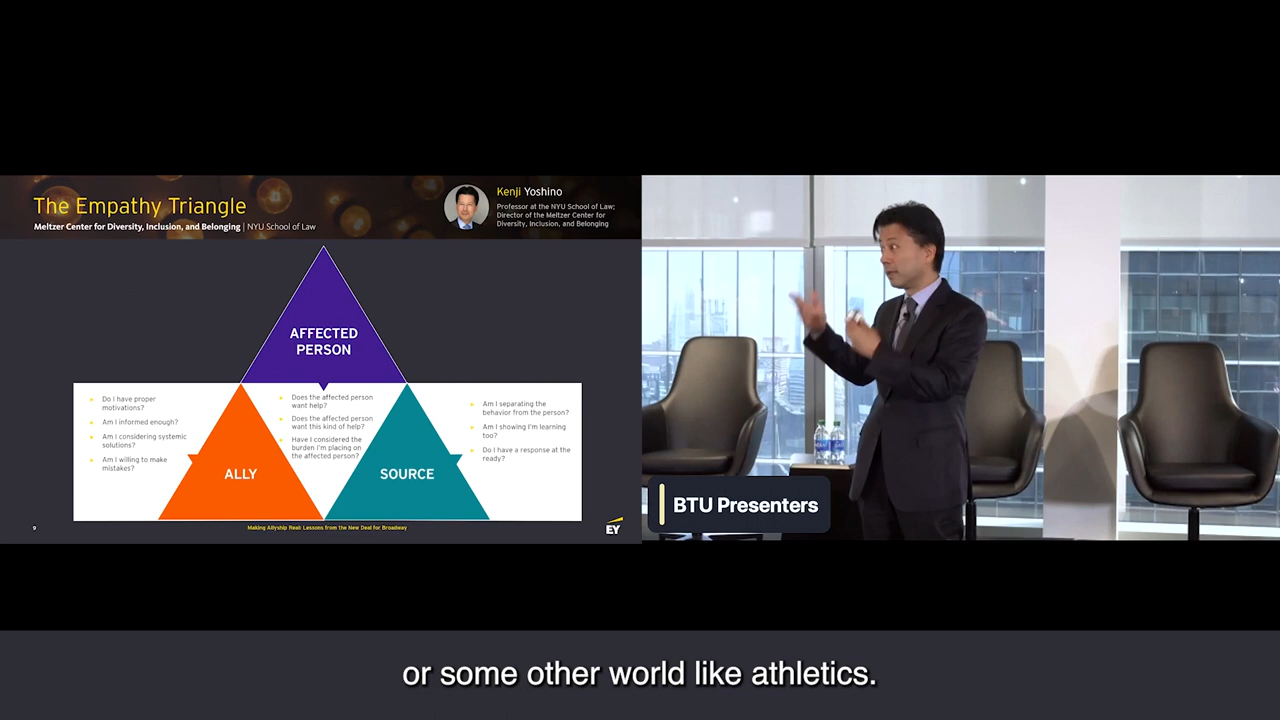 The Empathy Triangle
Meltzer Center for Diversity, Inclusion, and Belonging | NYU School of Law
Kenji Yoshino
Professor at the NYU School of Law;
Director of the Meltzer Center for
Diversity, Inclusion, and Belonging
AFFECTED
PERSON
Do I have proper
motivations?
Am I informed enough?
Am I considering systemic
solutions?
Am I willing to make
mistakes?
ALLY
Does the affected person
want help?
Does the affected person
want this kind of help?
Have I considered the
burden I'm placing on
the affected person?
SOURCE
Am I separating the
behavior from the person?
Am I showing I'm learning
too?
Do I have a response at the
ready?
9
Making Allyship Real: Lessons from the New Deal for Broadway
EY
BTU Presenters
or some other world like athletics.